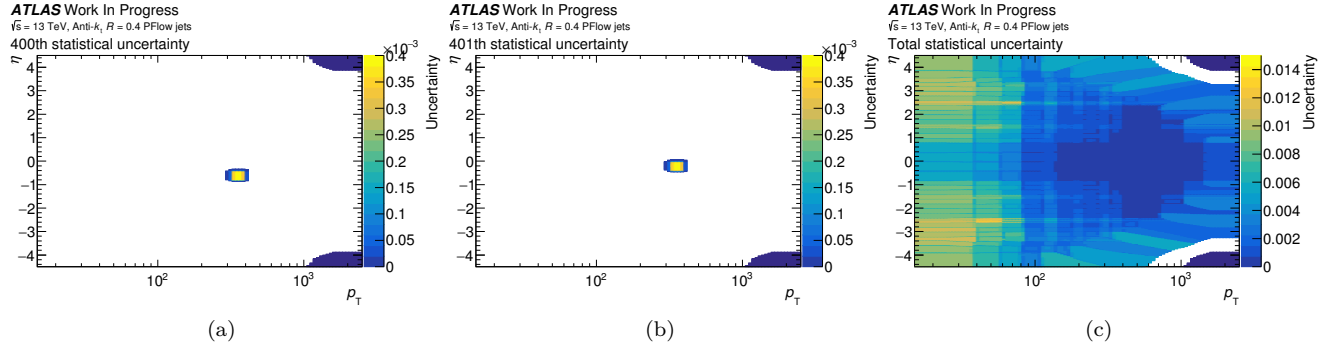 ATLAS Work In Progress
√s = 13 TeV, Anti-kt R = 0.4 PFlow jets
400th statistical uncertainty
×10⁻³
η
4
3
2
1
0
−1
−2
−3
−4
10²
10³
pT
0.4
0.35
0.3
0.25
0.2
0.15
0.1
0.05
0
Uncertainty
(a)
ATLAS Work In Progress
√s = 13 TeV, Anti-kt R = 0.4 PFlow jets
401th statistical uncertainty
×10⁻³
η
4
3
2
1
0
−1
−2
−3
−4
10²
10³
pT
0.4
0.35
0.3
0.25
0.2
0.15
0.1
0.05
0
Uncertainty
(b)
ATLAS Work In Progress
√s = 13 TeV, Anti-kt R = 0.4 PFlow jets
Total statistical uncertainty
η
4
3
2
1
0
−1
−2
−3
−4
10²
10³
pT
0.014
0.012
0.01
0.008
0.006
0.004
0.002
0
Uncertainty
(c)